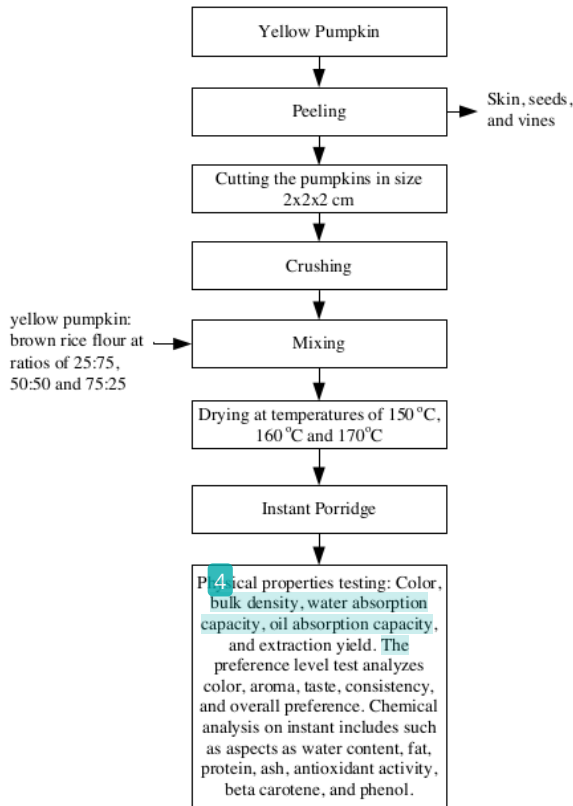 Yellow Pumpkin
Peeling
Skin, seeds,
and vines
Cutting the pumpkins in size
2x2x2 cm
Crushing
yellow pumpkin:
brown rice flour at
ratios of 25:75,
50:50 and 75:25
Mixing
Drying at temperatures of 150°C,
160°C and 170°C
Instant Porridge
4
Physical properties testing: Color,
bulk density, water absorption
capacity, oil absorption capacity,
and extraction yield. The
preference level test analyzes
color, aroma, taste, consistency,
and overall preference. Chemical
analysis on instant includes such
as aspects as water content, fat,
protein, ash, antioxidant activity,
beta carotene, and phenol.